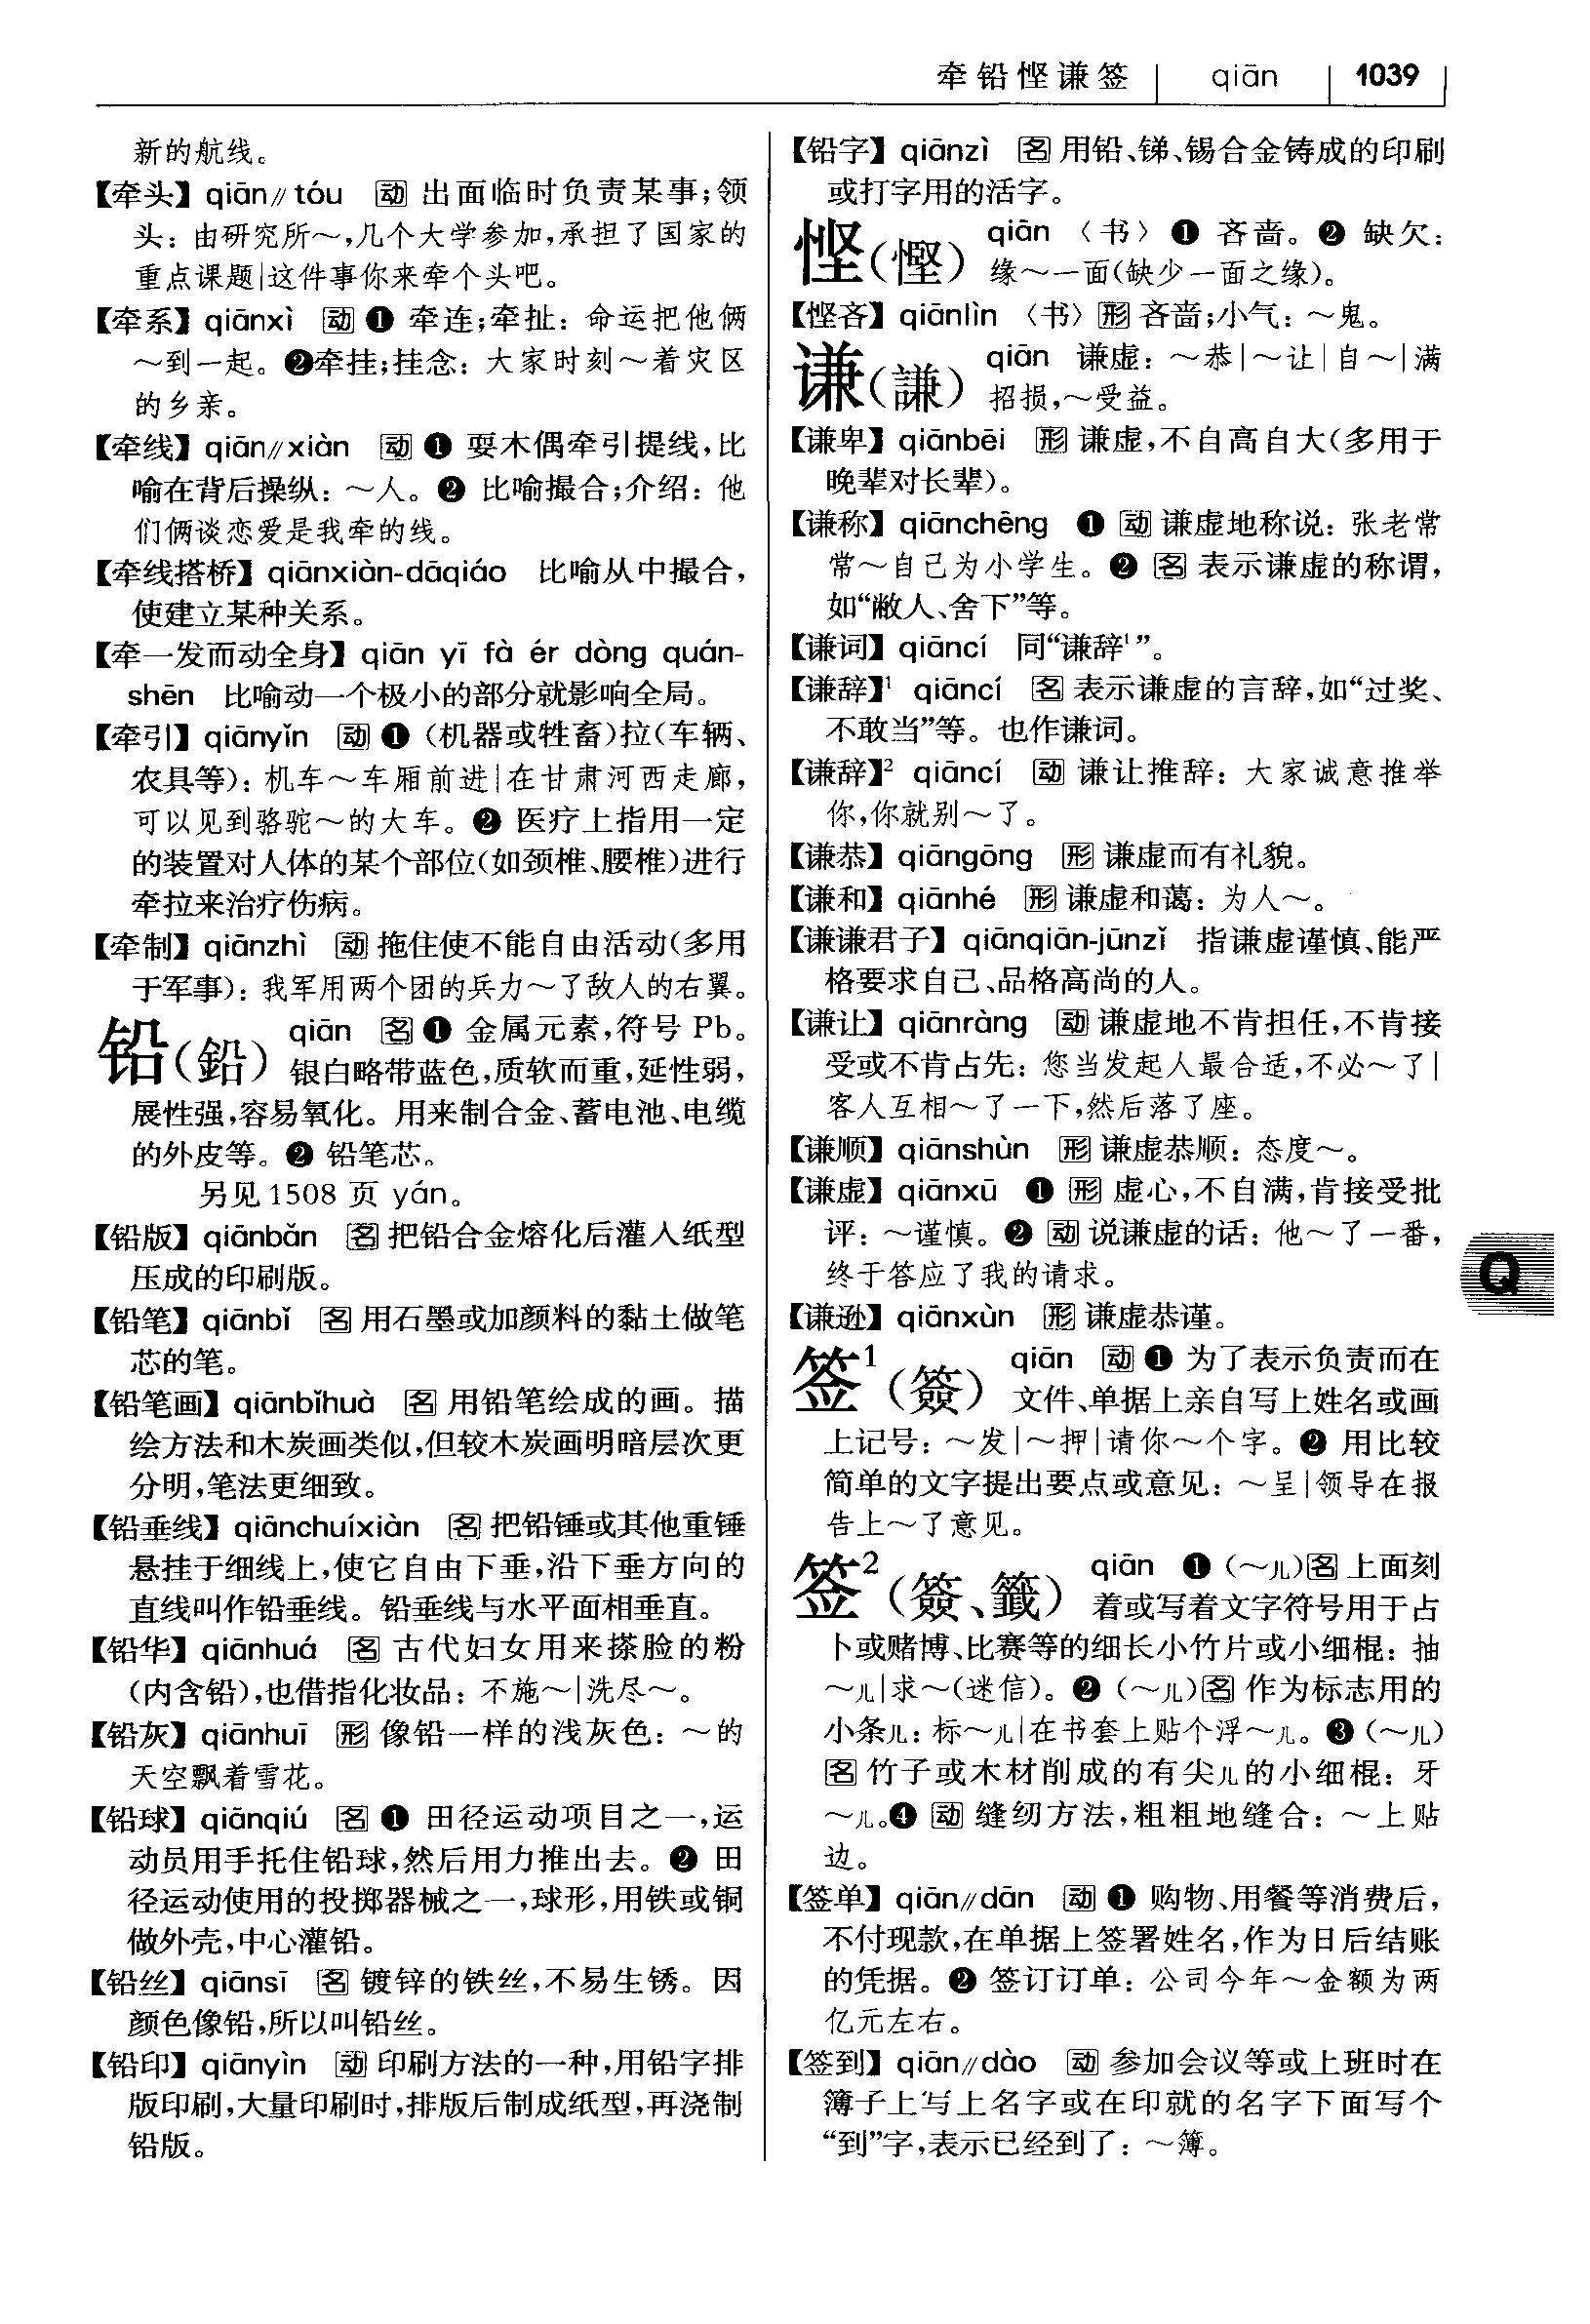 牵铅悭谦签 | qiān | 1039
新的航线。
【牵头】qiān∥tóu 动 出面临时负责某事；领
头：由研究所～，几个大学参加，承担了国家的
重点课题|这件事你来牵个头吧。
【牵系】qiānxì 动 ❶ 牵连；牵扯：命运把他俩
～到一起。❷牵挂；挂念：大家时刻～着灾区
的乡亲。
【牵线】qiān∥xiàn 动 ❶ 耍木偶牵引提线，比
喻在背后操纵：～人。❷ 比喻撮合；介绍：他
们俩谈恋爱是我牵的线。
【牵线搭桥】qiānxiàn-dāqiáo 比喻从中撮合，
使建立某种关系。
【牵一发而动全身】qiān yī fà ér dòng quán-
shēn 比喻动一个极小的部分就影响全局。
【牵引】qiānyǐn 动 ❶（机器或牲畜）拉（车辆、
农具等）：机车～车厢前进|在甘肃河西走廊，
可以见到骆驼～的大车。❷ 医疗上指用一定
的装置对人体的某个部位（如颈椎、腰椎）进行
牵拉来治疗伤病。
【牵制】qiānzhì 动 拖住使不能自由活动（多用
于军事）：我军用两个团的兵力～了敌人的右翼。
铅（鉛） qiān 名 ❶ 金属元素，符号 Pb。
银白略带蓝色，质软而重，延性弱，
展性强，容易氧化。用来制合金、蓄电池、电缆
的外皮等。❷ 铅笔芯。
另见1508 页 yán。
【铅版】qiānbǎn 名 把铅合金熔化后灌入纸型
压成的印刷版。
【铅笔】qiānbǐ 名 用石墨或加颜料的黏土做笔
芯的笔。
【铅笔画】qiānbǐhuà 名 用铅笔绘成的画。描
绘方法和木炭画类似，但较木炭画明暗层次更
分明，笔法更细致。
【铅垂线】qiānchuíxiàn 名 把铅锤或其他重锤
悬挂于细线上，使它自由下垂，沿下垂方向的
直线叫作铅垂线。铅垂线与水平面相垂直。
【铅华】qiānhuá 名 古代妇女用来搽脸的粉
（内含铅），也借指化妆品：不施～|洗尽～。
【铅灰】qiānhuī 形 像铅一样的浅灰色：～的
天空飘着雪花。
【铅球】qiānqiú 名 ❶ 田径运动项目之一，运
动员用手托住铅球，然后用力推出去。❷ 田
径运动使用的投掷器械之一，球形，用铁或铜
做外壳，中心灌铅。
【铅丝】qiānsī 名 镀锌的铁丝，不易生锈。因
颜色像铅，所以叫铅丝。
【铅印】qiānyìn 动 印刷方法的一种，用铅字排
版印刷，大量印刷时，排版后制成纸型，再浇制
铅版。
【铅字】qiānzì 名 用铅、锑、锡合金铸成的印刷
或打字用的活字。
悭（慳） qiān〈书〉❶ 吝啬。❷ 缺欠：
缘～一面（缺少一面之缘）。
【悭吝】qiānlìn〈书〉形 吝啬；小气：～鬼。
谦（謙） qiān 谦虚：～恭|～让|自～|满
招损，～受益。
【谦卑】qiānbēi 形 谦虚，不自高自大（多用于
晚辈对长辈）。
【谦称】qiānchēng ❶ 动 谦虚地称说：张老常
常～自己为小学生。❷ 名 表示谦虚的称谓，
如“敝人、舍下”等。
【谦词】qiāncí 同“谦辞¹”。
【谦辞】¹ qiāncí 名 表示谦虚的言辞，如“过奖、
不敢当”等。也作谦词。
【谦辞】² qiāncí 动 谦让推辞：大家诚意推举
你，你就别～了。
【谦恭】qiāngōng 形 谦虚而有礼貌。
【谦和】qiānhé 形 谦虚和蔼：为人～。
【谦谦君子】qiānqiān-jūnzǐ 指谦虚谨慎、能严
格要求自己、品格高尚的人。
【谦让】qiānràng 动 谦虚地不肯担任，不肯接
受或不肯占先：您当发起人最合适，不必～了|
客人互相～了一下，然后落了座。
【谦顺】qiānshùn 形 谦虚恭顺：态度～。
【谦虚】qiānxū ❶ 形 虚心，不自满，肯接受批
评：～谨慎。❷ 动 说谦虚的话：他～了一番，
终于答应了我的请求。
【谦逊】qiānxùn 形 谦虚恭谨。
签¹（簽） qiān 动 ❶ 为了表示负责而在
文件、单据上亲自写上姓名或画
上记号：～发|～押|请你～个字。❷ 用比较
简单的文字提出要点或意见：～呈|领导在报
告上～了意见。
签²（簽、籤） qiān ❶（～儿）名 上面刻
着或写着文字符号用于占
卜或赌博、比赛等的细长小竹片或小细棍：抽
～儿|求～（迷信）。❷（～儿）名 作为标志用的
小条儿：标～儿|在书套上贴个浮～儿。❸（～儿）
名 竹子或木材削成的有尖儿的小细棍：牙
～儿。❹ 动 缝纫方法，粗粗地缝合：～上贴
边。
【签单】qiān∥dān 动 ❶ 购物、用餐等消费后，
不付现款，在单据上签署姓名，作为日后结账
的凭据。❷ 签订订单：公司今年～金额为两
亿元左右。
【签到】qiān∥dào 动 参加会议等或上班时在
簿子上写上名字或在印就的名字下面写个
“到”字，表示已经到了：～簿。
Q